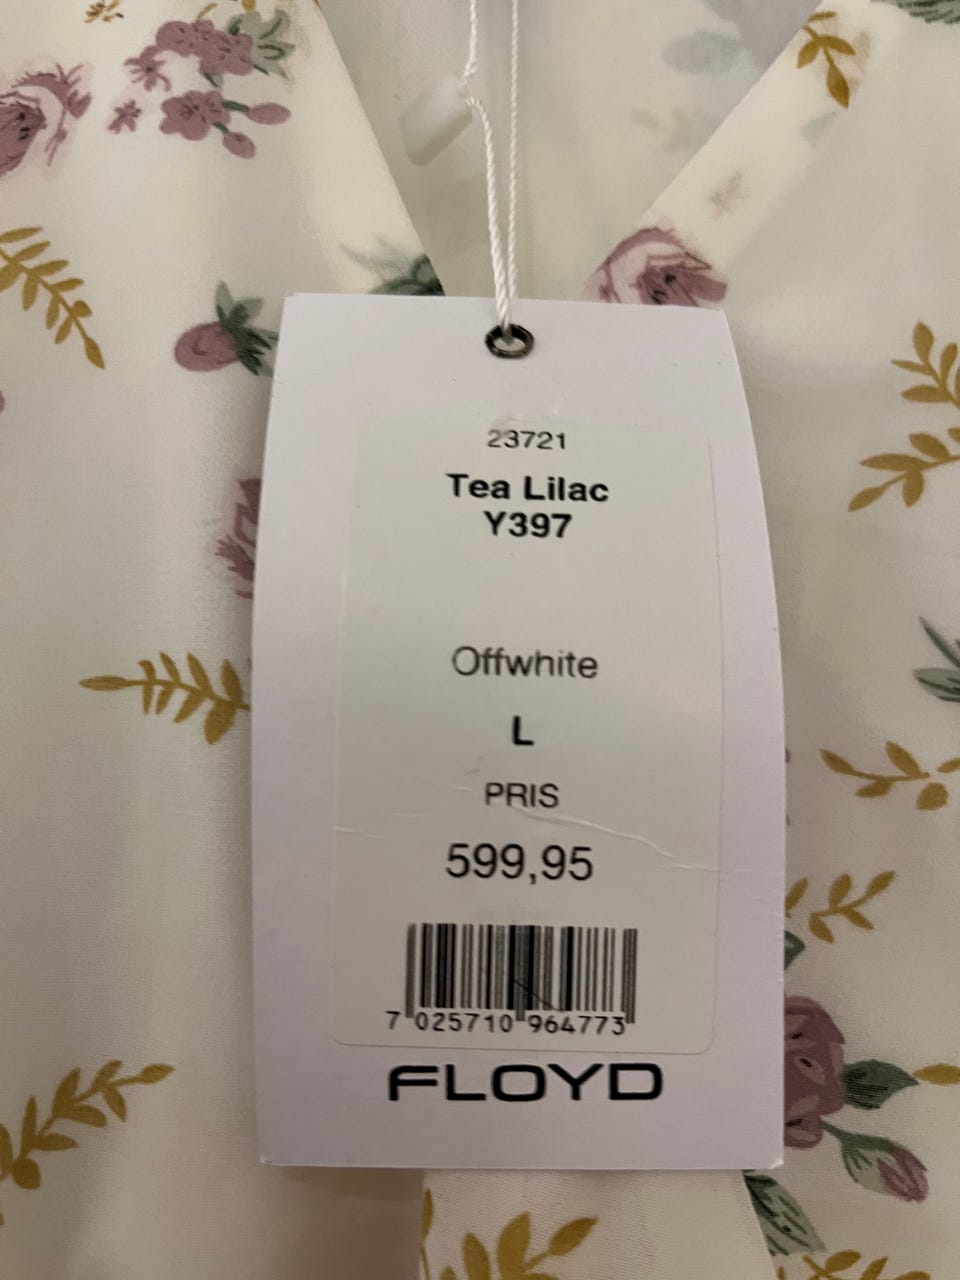 23721
Tea Lilac
Y397
Offwhite
L
PRIS
599,95
7 025710 964773
FLOYD